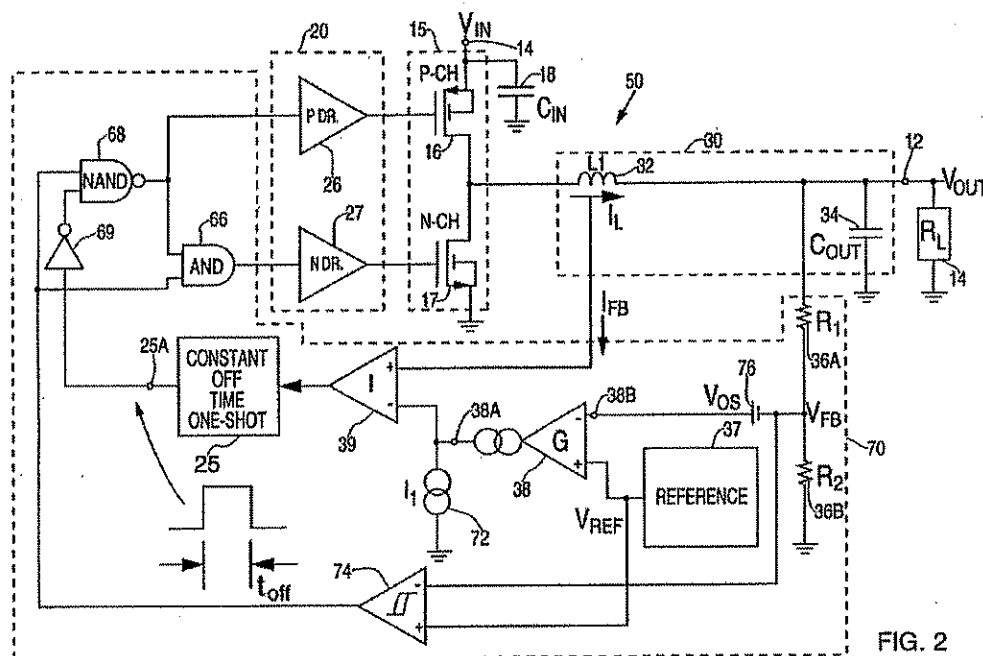 20
15
VIN
14
P-CH
18
CIN
50
30
68
NAND
P DR.
26
16
L1
32
12
VOUT
IL
34
COUT
RL
14
69
66
AND
27
N DR.
N-CH
17
IFB
R1
36A
25A
CONSTANT
OFF
TIME
ONE-SHOT
25
+
I
-
39
38A
38B
G
-
+
38
VOS
76
VFB
70
37
REFERENCE
R2
36B
I1
72
VREF
toff
74
-
+
FIG. 2